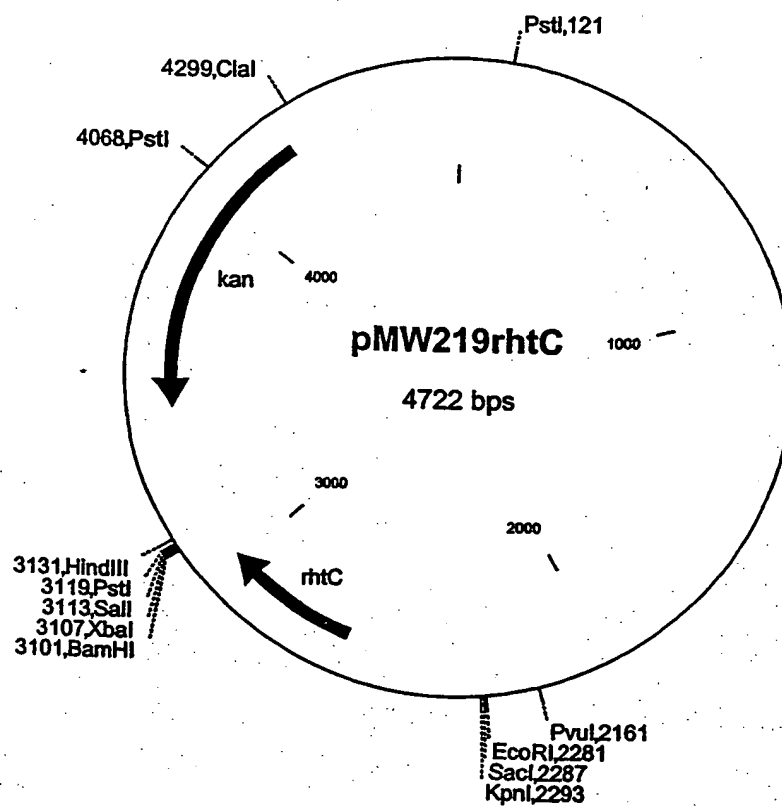 PstI,121
4299,ClaI
4068,PstI
kan
4000
pMW219rhtC
1000
4722 bps
3000
2000
rhtC
3131,HindIII
3119,PstI
3113,SalI
3107,XbaI
3101,BamHI
PvuI,2161
EcoRI,2281
SacI,2287
KpnI,2293